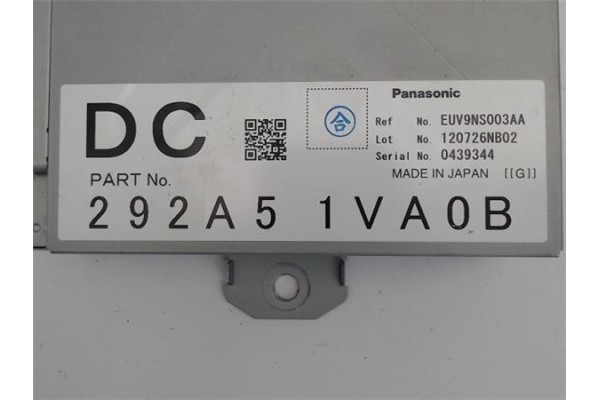 DC
合
Panasonic
Ref No. EUV9NS003AA
Lot No. 120726NB02
Serial No. 0439344
MADE IN JAPAN [[G]]
PART No.
292A5 1VA0B